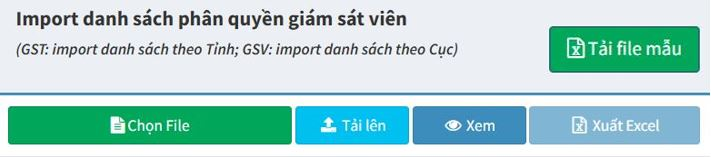 Import danh sách phân quyền giám sát viên
(GST: import danh sách theo Tỉnh; GSV: import danh sách theo Cục)
Tải file mẫu
Chọn File
Tải lên
Xem
Xuất Excel